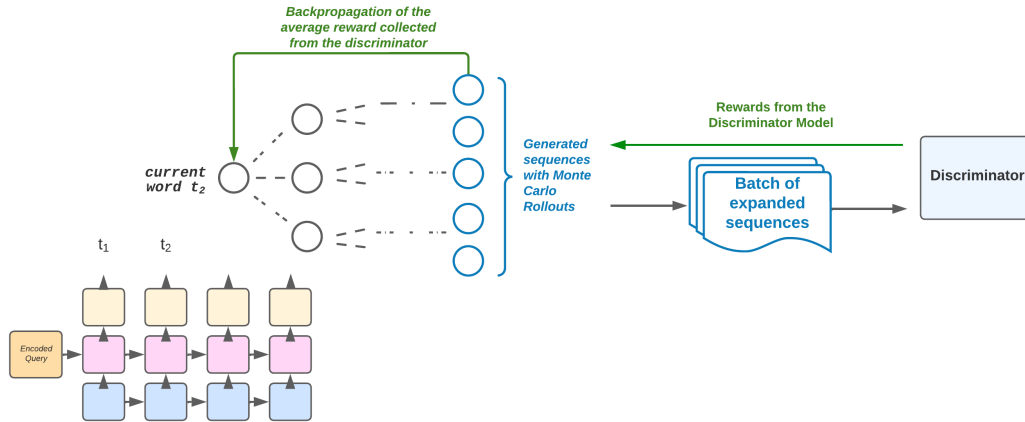 Backpropagation of the
average reward collected
from the discriminator
Rewards from the
Discriminator Model
current
word t₂
Generated
sequences
with Monte
Carlo
Rollouts
Batch of
expanded
sequences
Discriminator
t₁
t₂
Encoded
Query